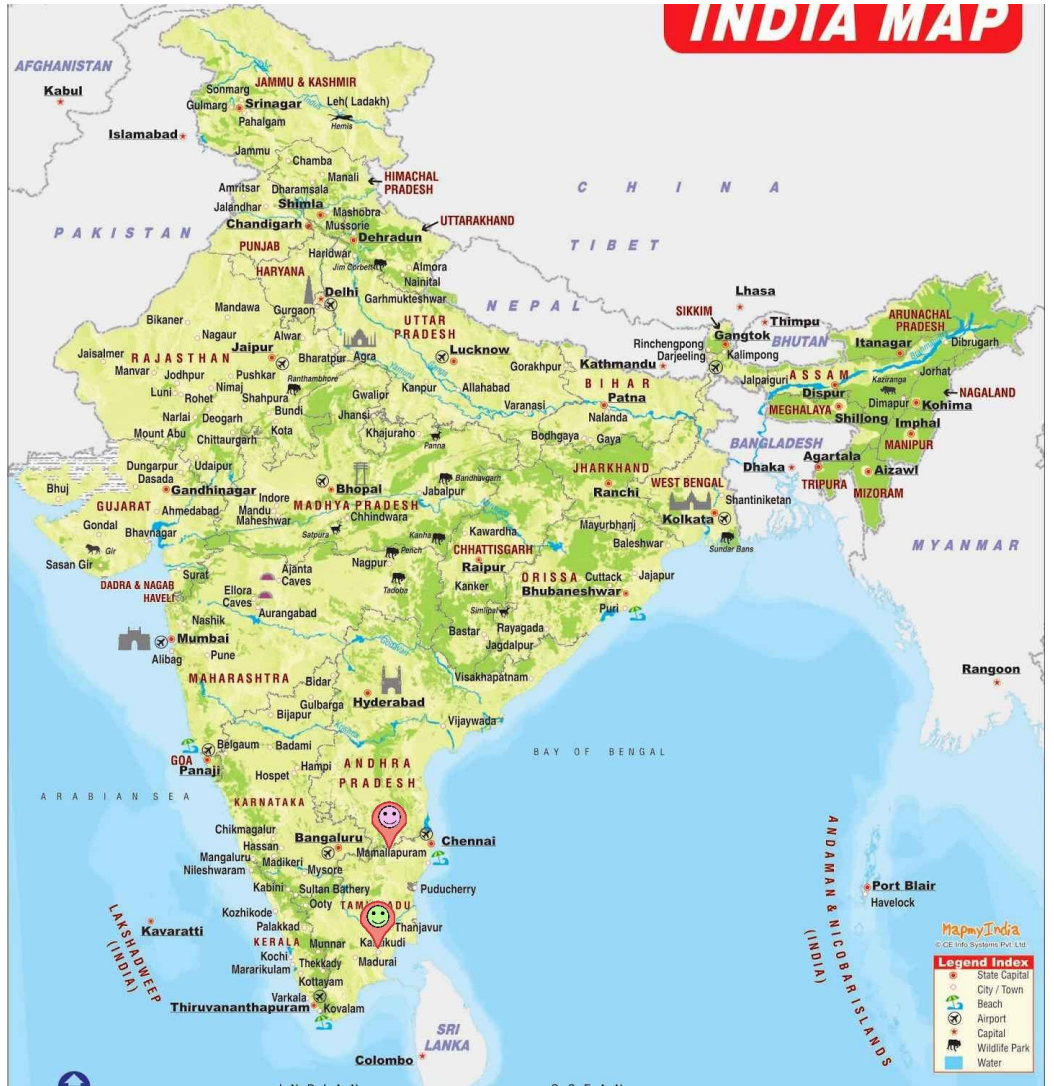 INDIA MAP
AFGHANISTAN
Kabul
JAMMU & KASHMIR
Sonmarg
Gulmarg
Srinagar
Leh( Ladakh)
Indus
Hemis
Pahalgam
Islamabad
Jammu
Chamba
Manali
HIMACHAL
PRADESH
Amritsar
Dharamsala
Jalandhar
Shimla
Mashobra
Chandigarh
Mussorie
UTTARAKHAND
Dehradun
CHINA
TIBET
PAKISTAN
PUNJAB
Haridwar
HARYANA
Jim Corbett
Almora
Nainital
Delhi
Garhmukteshwar
Gurgaon
NEPAL
Lhasa
SIKKIM
Thimpu
ARUNACHAL
PRADESH
Mandawa
Bikaner
Nagaur
Alwar
UTTAR
PRADESH
Gangtok
Rinchengpong
BHUTAN
Itanagar
Dibrugarh
Jaisalmer
RAJASTHAN
Jaipur
Bharatpur
Agra
Lucknow
Kathmandu
Darjeeling
Kalimpong
Manvar
Jodhpur
Pushkar
Gorakhpur
Jalpaiguri
ASSAM
Jorhat
Ranthambhore
Yamuna
Ganga
Kanpur
Allahabad
BIHAR
Patna
Dispur
Kaziranga
NAGALAND
Luni
Rohet
Nimaj
Shahpura
Gwalior
Varanasi
Nalanda
MEGHALAYA
Shillong
Dimapur
Kohima
Narlai
Deogarh
Bundi
Jhansi
Imphal
MANIPUR
Mount Abu
Chittaurgarh
Kota
Khajuraho
Panna
Bodhgaya
Gaya
BANGLADESH
Agartala
Dungarpur
Dasada
Udaipur
Dhaka
Aizawl
TRIPURA
MIZORAM
Bhuj
Gandhinagar
Bhopal
Bandhavgarh
JHARKHAND
Ranchi
WEST BENGAL
Shantiniketan
GUJARAT
Ahmedabad
Indore
Mandu
Maheshwar
MADHYA PRADESH
Jabalpur
Chhindwara
Kolkata
Gondal
Bhavnagar
Satpura
Kanha
Kawardha
Mayurbhanj
Baleshwar
Sundar Bans
MYANMAR
Gir
Sasan Gir
Pench
Nagpur
CHHATTISGARH
Raipur
Surat
Ajanta
Caves
Tadoba
Kanker
ORISSA
Cuttack
Jajapur
DADRA & NAGAR
HAVELI
Ellora
Caves
Aurangabad
Bhubaneshwar
Simlipal
Puri
Nashik
Godavari
Bastar
Rayagada
Jagdalpur
Mumbai
Alibag
Pune
MAHARASHTRA
Bidar
Visakhapatnam
Rangoon
Gulbarga
Hyderabad
Bijapur
Vijaywada
Krishna
Belgaum
Badami
BAY OF BENGAL
GOA
Panaji
Hampi
ANDHRA
PRADESH
Hospet
ARABIAN SEA
KARNATAKA
Chikmagalur
Hassan
Bangaluru
Mamallapuram
Chennai
Mangaluru
Madikeri
Nileshwaram
Mysore
Kabini
Sultan Bathery
Puducherry
Port Blair
Havelock
ANDAMAN & NICOBAR ISLANDS
(INDIA)
Ooty
Kozhikode
Palakkad
Thanjavur
LAKSHADWEEP
(INDIA)
Kavaratti
KERALA
Munnar
Kochi
Thekkady
Madurai
Mararikulam
Kottayam
Varkala
Thiruvananthapuram
Kovalam
SRI
LANKA
Colombo
MapmyIndia
© CE Info Systems Pvt. Ltd.
Legend Index
State Capital
City / Town
Beach
Airport
Capital
Wildlife Park
Water